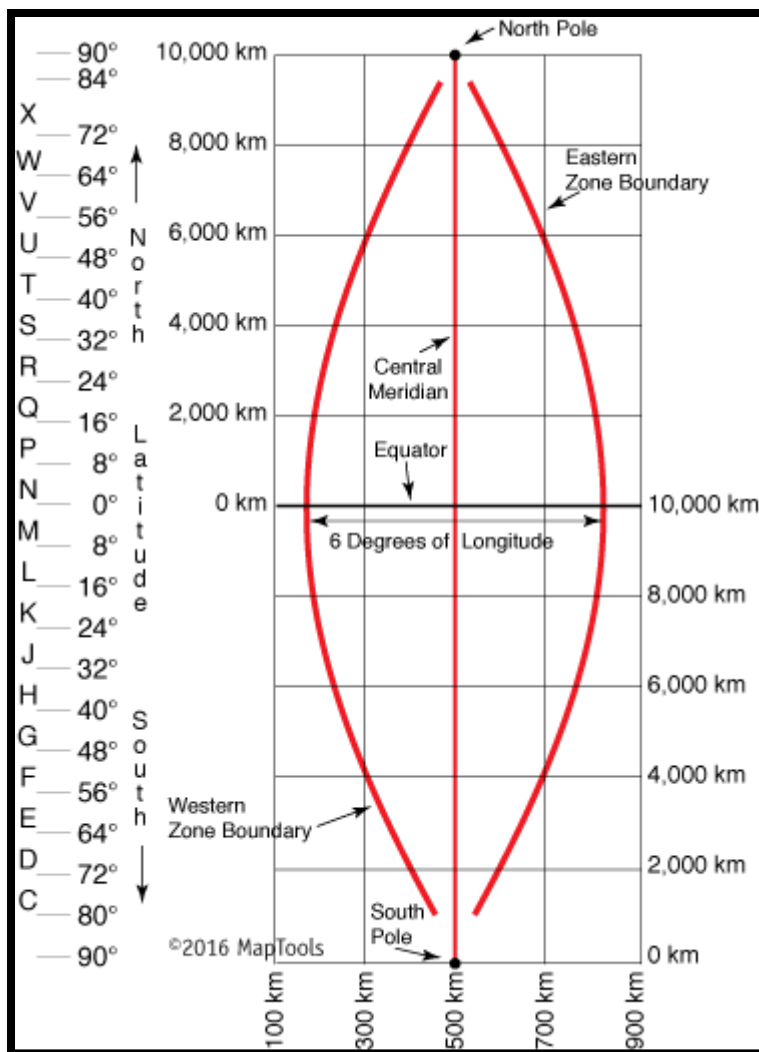 North Pole
90°
84°
X
72°
W
64°
V
56°
U
48°
T
40°
S
32°
R
24°
Q
16°
P
8°
N
0°
M
8°
L
16°
K
24°
J
32°
H
40°
G
48°
F
56°
E
64°
D
72°
C
80°
90°
North
Latitude
South
10,000 km
8,000 km
6,000 km
4,000 km
2,000 km
0 km
Eastern
Zone Boundary
Central
Meridian
Equator
6 Degrees of Longitude
10,000 km
8,000 km
6,000 km
4,000 km
2,000 km
0 km
Western
Zone Boundary
South
Pole
©2016 MapTools
100 km
300 km
500 km
700 km
900 km